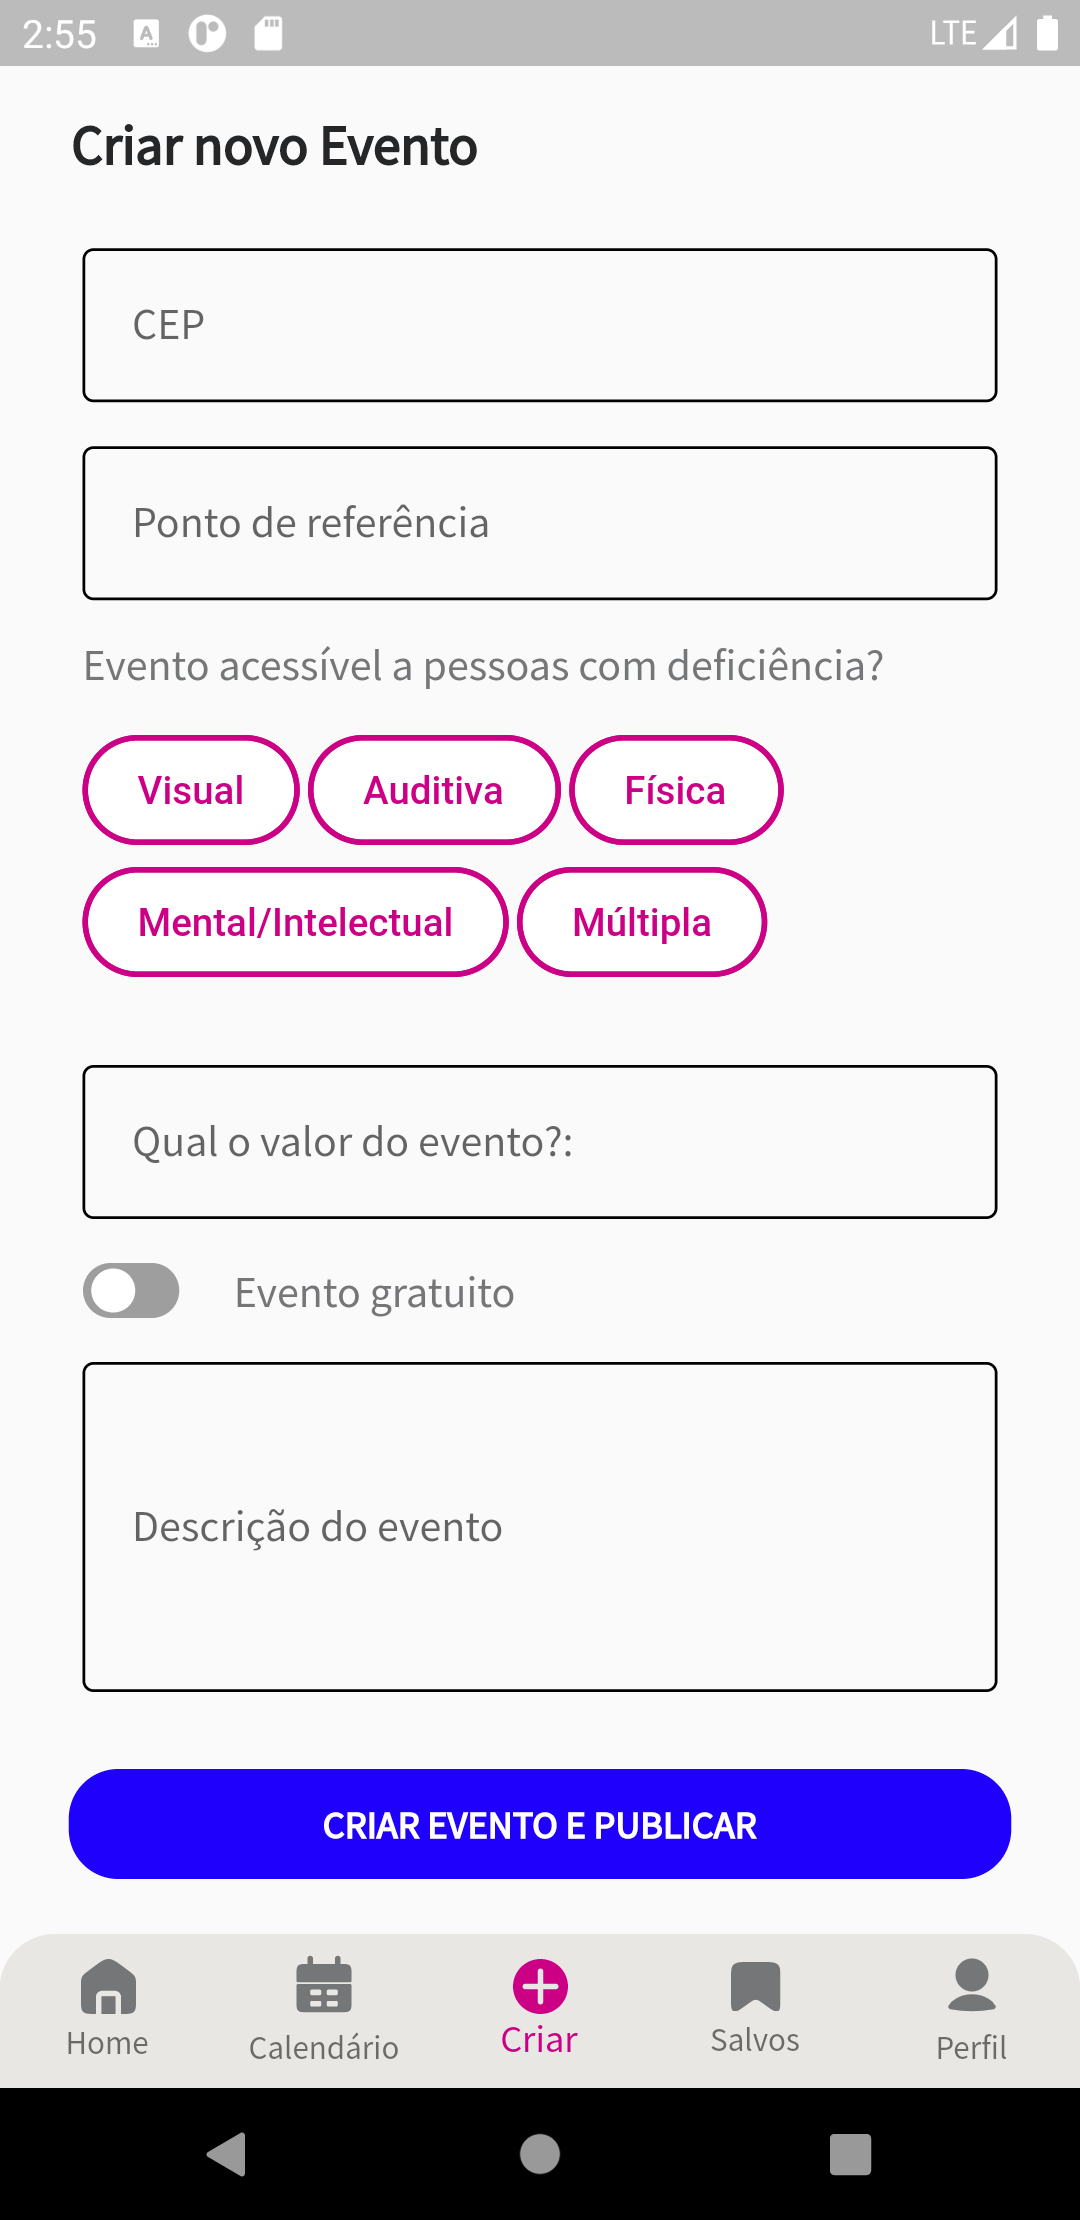 2:55
LTE
Criar novo Evento
CEP
Ponto de referência
Evento acessível a pessoas com deficiência?
Visual Auditiva Física
Mental/Intelectual Múltipla
Qual o valor do evento?:
Evento gratuito
Descrição do evento
CRIAR EVENTO E PUBLICAR
Home Calendário Criar Salvos Perfil